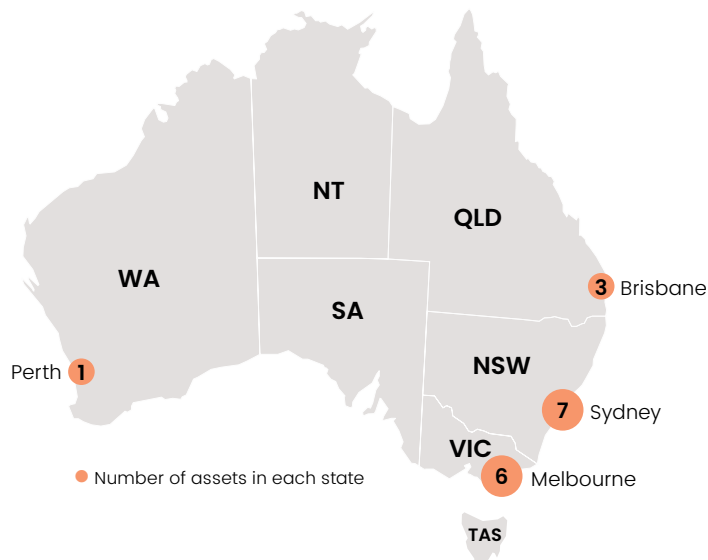 NT
QLD
WA
3 Brisbane
SA
NSW
Perth 1
7 Sydney
VIC
6 Melbourne
Number of assets in each state
TAS